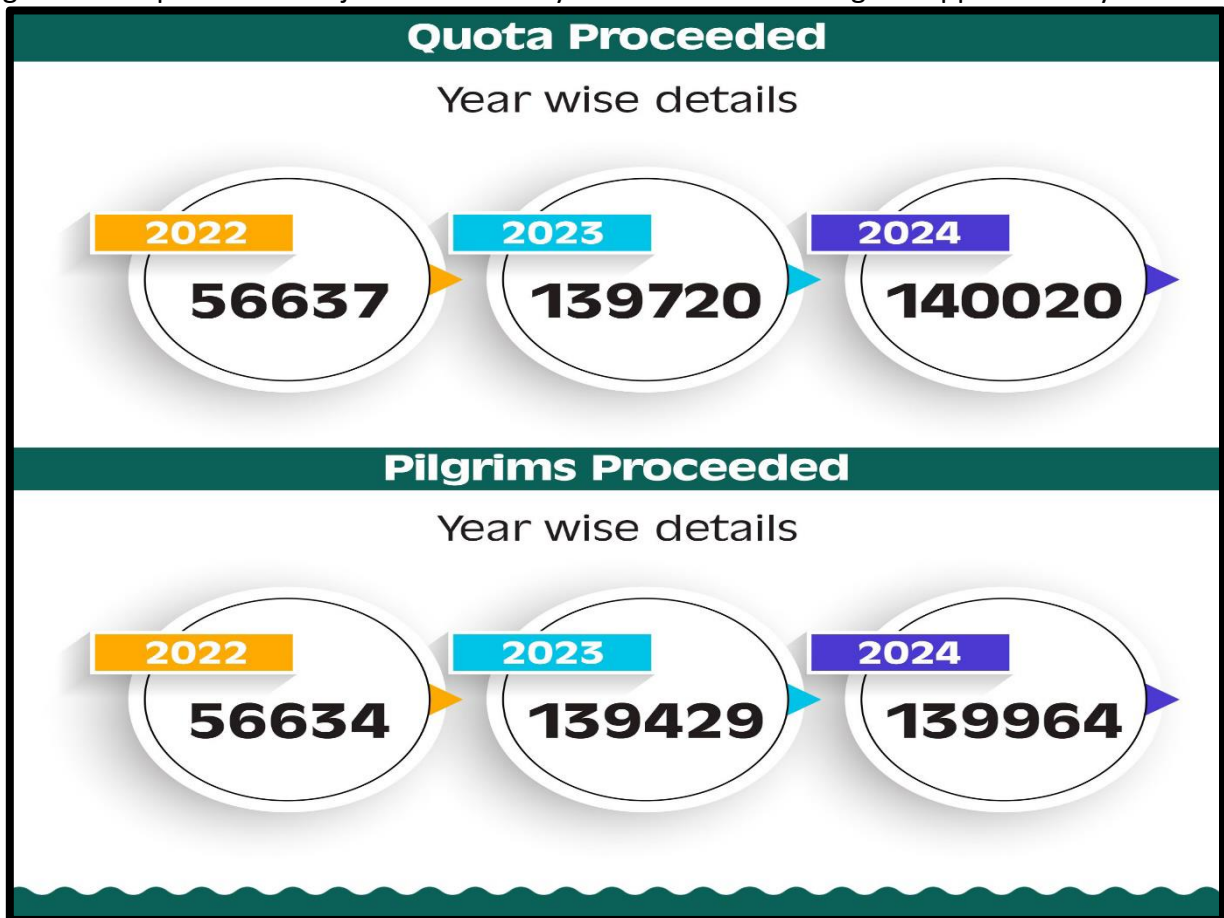 Quota Proceeded
Year wise details
2022 2023 2024
56637 139720 140020
Pilgrims Proceeded
Year wise details
2022 2023 2024
56634 139429 139964